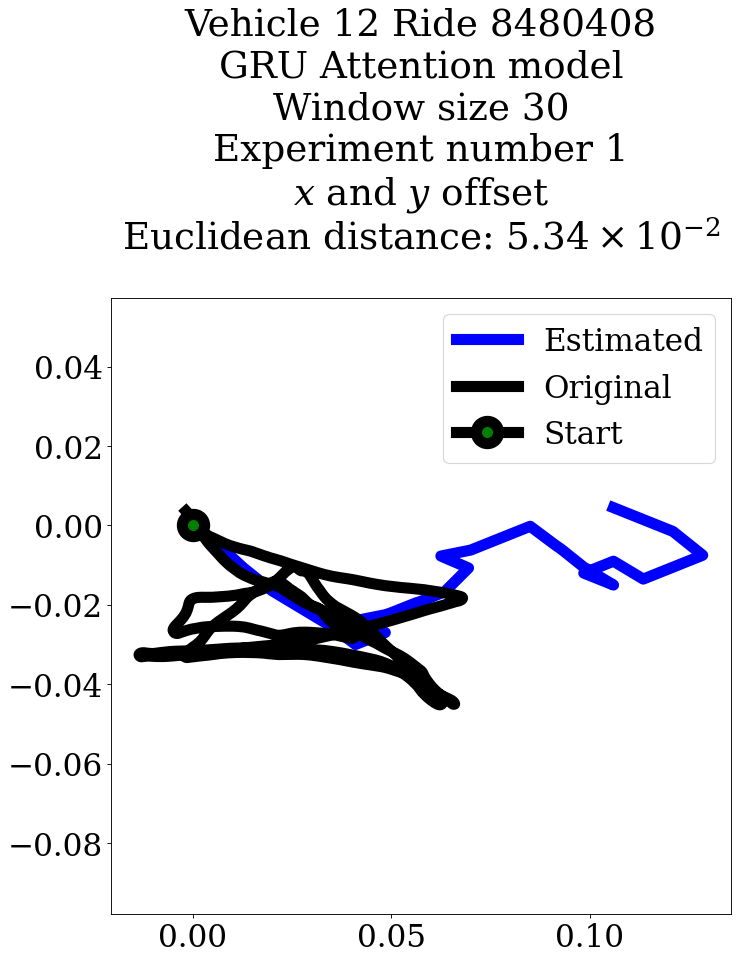 Vehicle 12 Ride 8480408
GRU Attention model
Window size 30
Experiment number 1
x and y offset
Euclidean distance: 5.34 × 10⁻²
Estimated
Original
Start
0.04
0.02
0.00
−0.02
−0.04
−0.06
−0.08
0.00 0.05 0.10